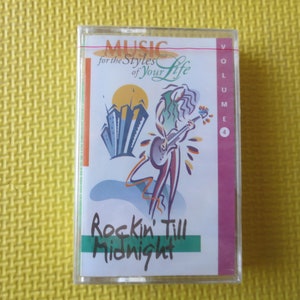 MUSIC
for the Styles
of Your Life
VOLUME 4
Rockin' Till
Midnight